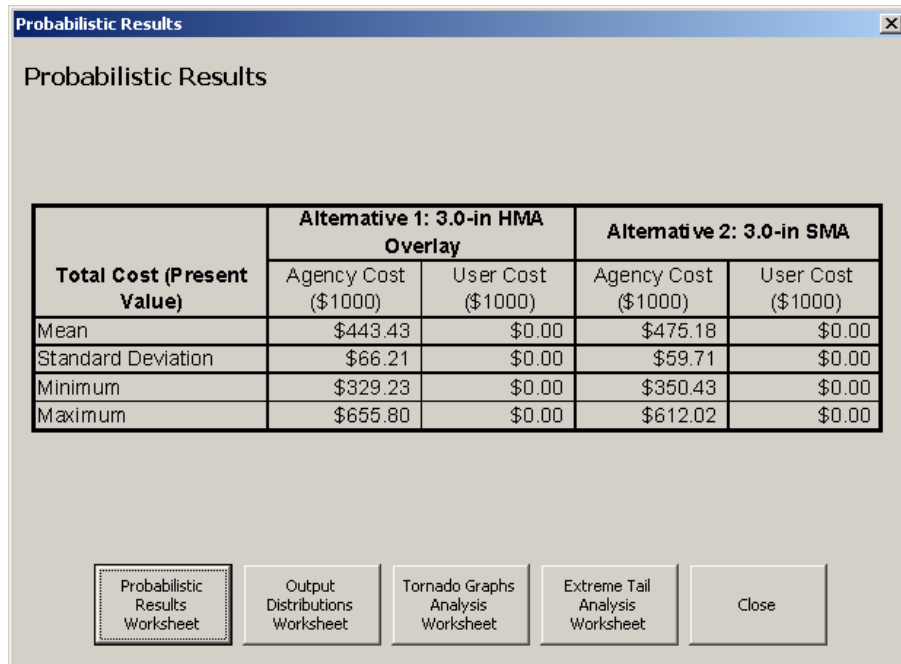 Probabilistic Results
Probabilistic Results
Total Cost (Present Value)
Alternative 1: 3.0-in HMA Overlay
Alternative 2: 3.0-in SMA
Agency Cost ($1000)
User Cost ($1000)
Agency Cost ($1000)
User Cost ($1000)
Mean $443.43 $0.00 $475.18 $0.00
Standard Deviation $66.21 $0.00 $59.71 $0.00
Minimum $329.23 $0.00 $350.43 $0.00
Maximum $655.80 $0.00 $612.02 $0.00
Probabilistic Results Worksheet
Output Distributions Worksheet
Tornado Graphs Analysis Worksheet
Extreme Tail Analysis Worksheet
Close